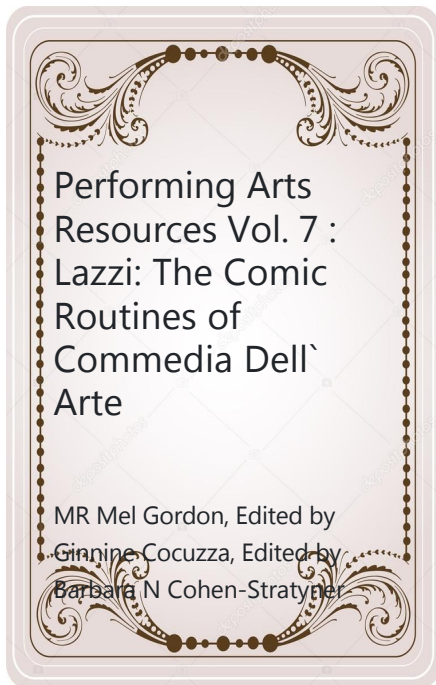 Performing Arts
Resources Vol. 7 :
Lazzi: The Comic
Routines of
Commedia Dell`
Arte
MR Mel Gordon, Edited by
Ginnine Cocuzza, Edited by
Barbara N Cohen-Stratyner